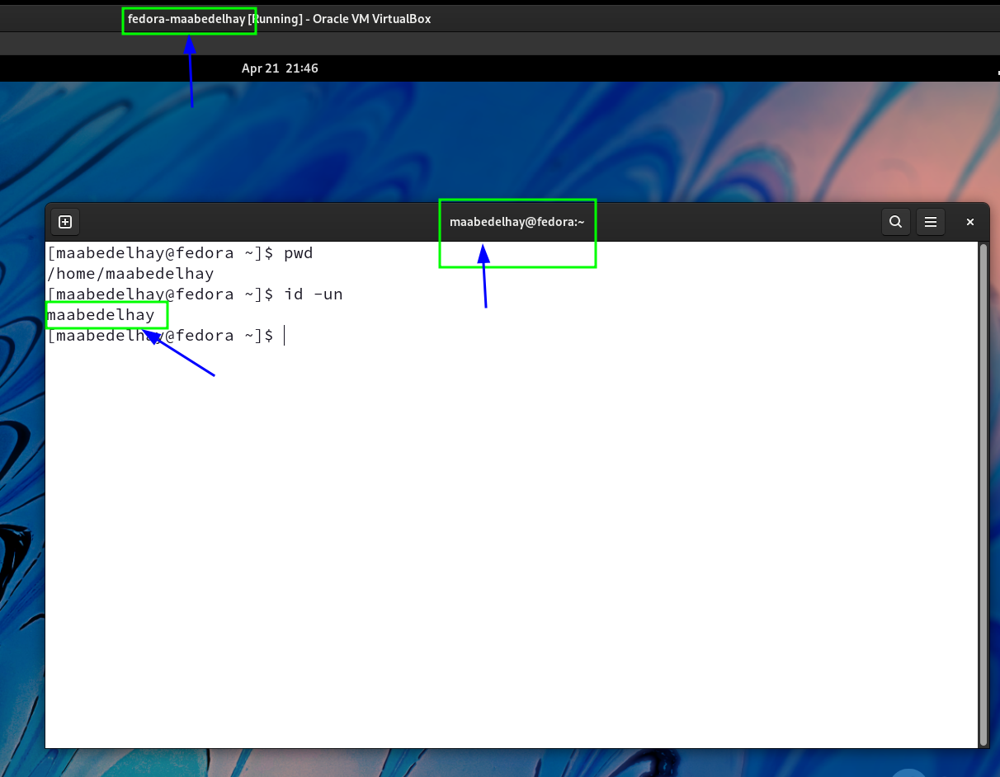 fedora-maabedelhay [Running] - Oracle VM VirtualBox
Apr 21 21:46
maabedelhay@fedora:~
[maabedelhay@fedora ~]$ pwd
/home/maabedelhay
[maabedelhay@fedora ~]$ id -un
maabedelhay
[maabedelhay@fedora ~]$